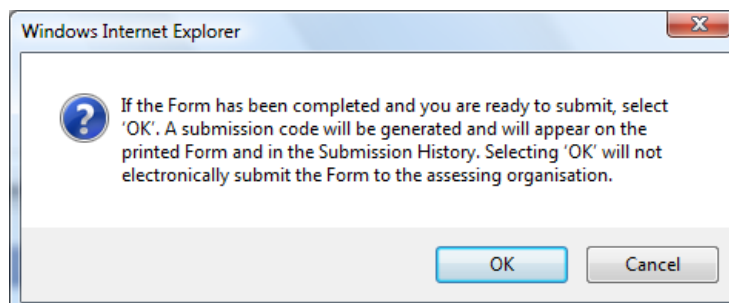 Windows Internet Explorer
If the Form has been completed and you are ready to submit, select
‘OK’. A submission code will be generated and will appear on the
printed Form and in the Submission History. Selecting ‘OK’ will not
electronically submit the Form to the assessing organisation.
OK
Cancel